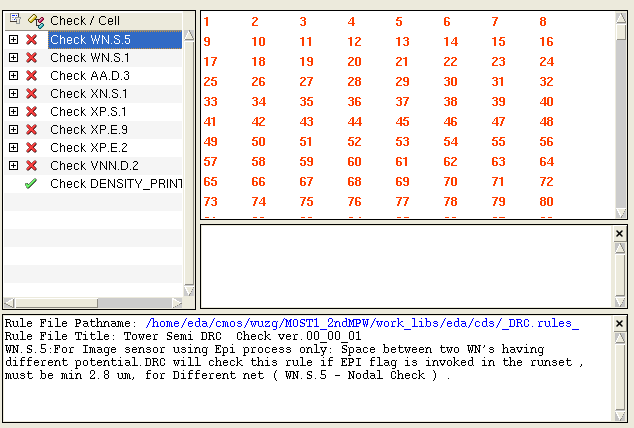 Check / Cell
Check WN.S.5
Check WN.S.1
Check AA.D.3
Check XN.S.1
Check XP.S.1
Check XP.E.9
Check XP.E.2
Check VNN.D.2
Check DENSITY_PRINT
1 2 3 4 5 6 7 8
9 10 11 12 13 14 15 16
17 18 19 20 21 22 23 24
25 26 27 28 29 30 31 32
33 34 35 36 37 38 39 40
41 42 43 44 45 46 47 48
49 50 51 52 53 54 55 56
57 58 59 60 61 62 63 64
65 66 67 68 69 70 71 72
73 74 75 76 77 78 79 80
Rule File Pathname: /home/eda/cmos/wuzg/MOST1_2ndMPW/work_libs/eda/cds/_DRC.rules_
Rule File Title: Tower Semi DRC Check ver.00_00_01
WN.S.5:For Image sensor using Epi process only: Space between two WN's having
different potential.DRC will check this rule if EPI flag is invoked in the runset ,
must be min 2.8 um, for Different net ( WN.S.5 - Nodal Check ) .